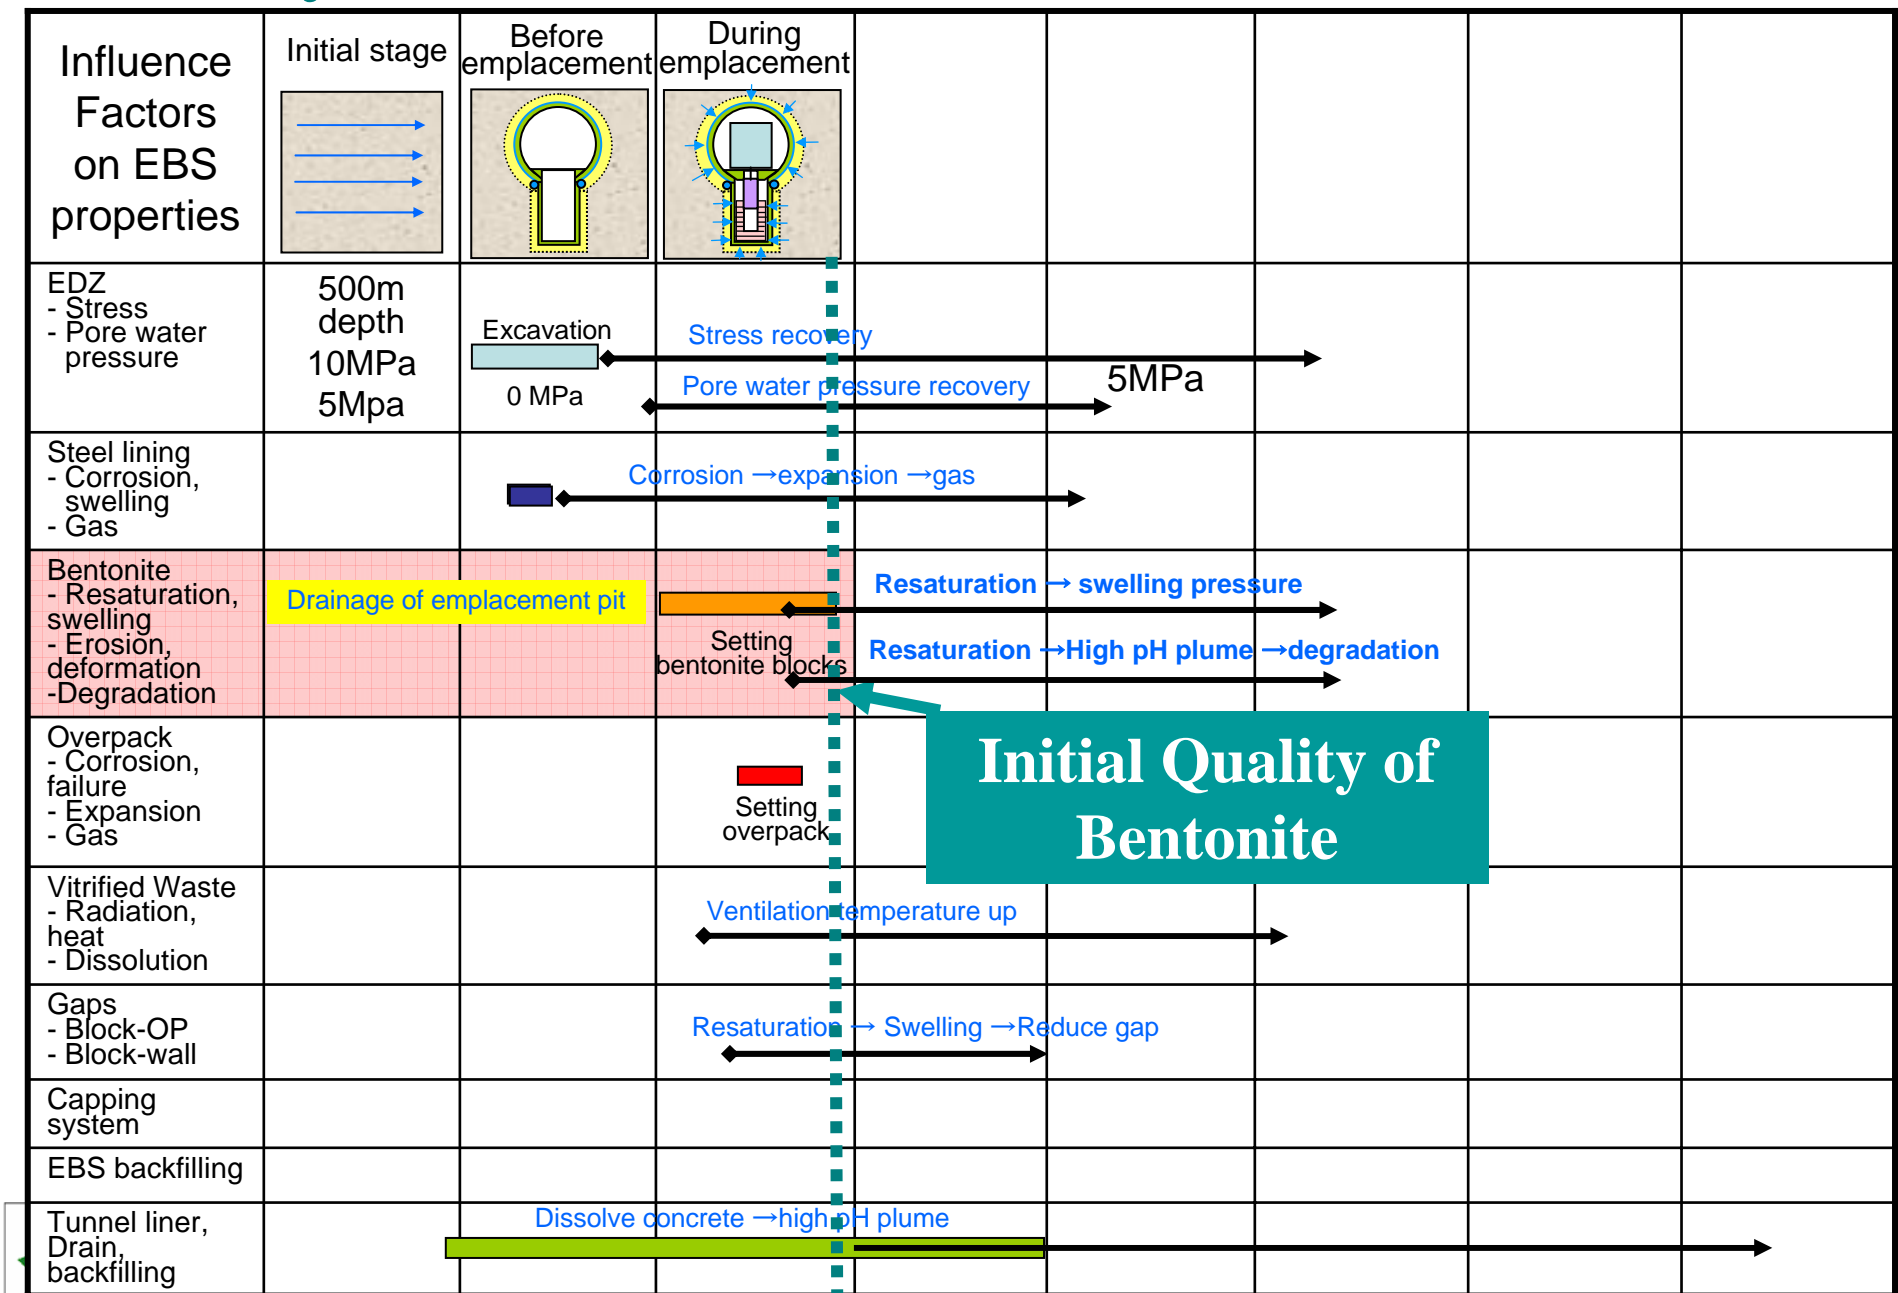 Influence
Factors
on EBS
properties
Initial stage
Before
emplacement
During
emplacement
EDZ
- Stress
- Pore water
pressure
500m
depth
10MPa
5Mpa
Excavation
0 MPa
Stress recovery
Pore water pressure recovery
5MPa
Steel lining
- Corrosion,
swelling
- Gas
Corrosion →expansion →gas
Bentonite
- Resaturation,
swelling
- Erosion,
deformation
-Degradation
Drainage of emplacement pit
Setting
bentonite blocks
Resaturation → swelling pressure
Resaturation →High pH plume →degradation
Initial Quality of
Bentonite
Overpack
- Corrosion,
failure
- Expansion
- Gas
Setting
overpack
Vitrified Waste
- Radiation,
heat
- Dissolution
Ventilation temperature up
Gaps
- Block-OP
- Block-wall
Resaturation → Swelling →Reduce gap
Capping
system
EBS backfilling
Tunnel liner,
Drain,
backfilling
Dissolve concrete →high pH plume